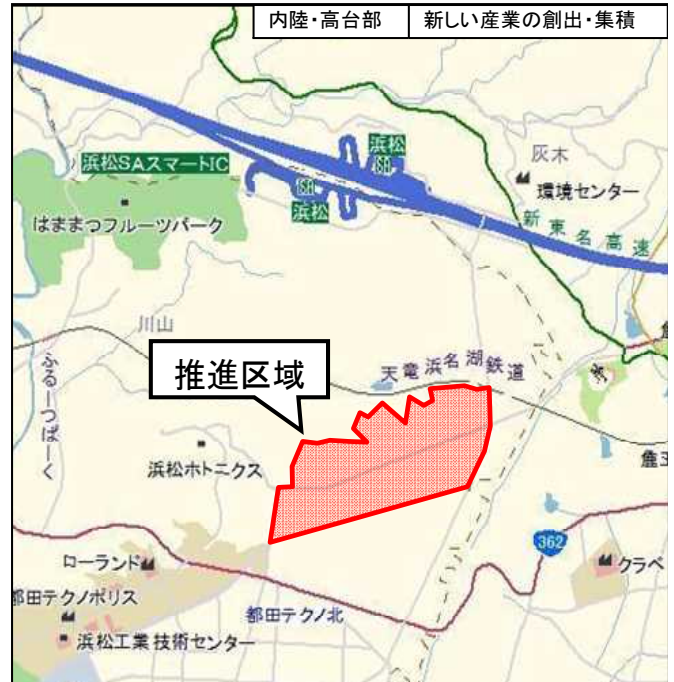 内陸・高台部 新しい産業の創出・集積
浜松
灰木
浜松SAスマートIC
環境センター
浜松
はままつフルーツパーク
新東名高速
川山
天竜浜名湖鉄道
推進区域
ふるーつぱーく
浜松ホトニクス
362
ローランド
クラベ
都田テクノポリス
都田テクノ北
浜松工業技術センター